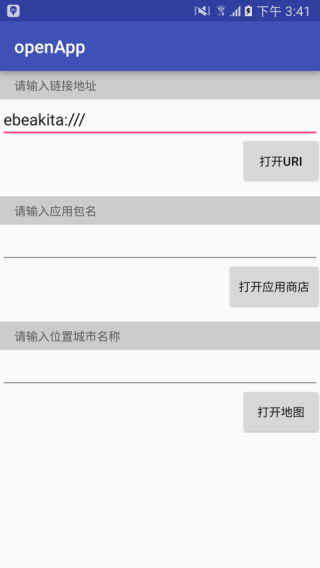 下午 3:41
openApp
请输入链接地址
ebeakita:///
打开URI
请输入应用包名
打开应用商店
请输入位置城市名称
打开地图